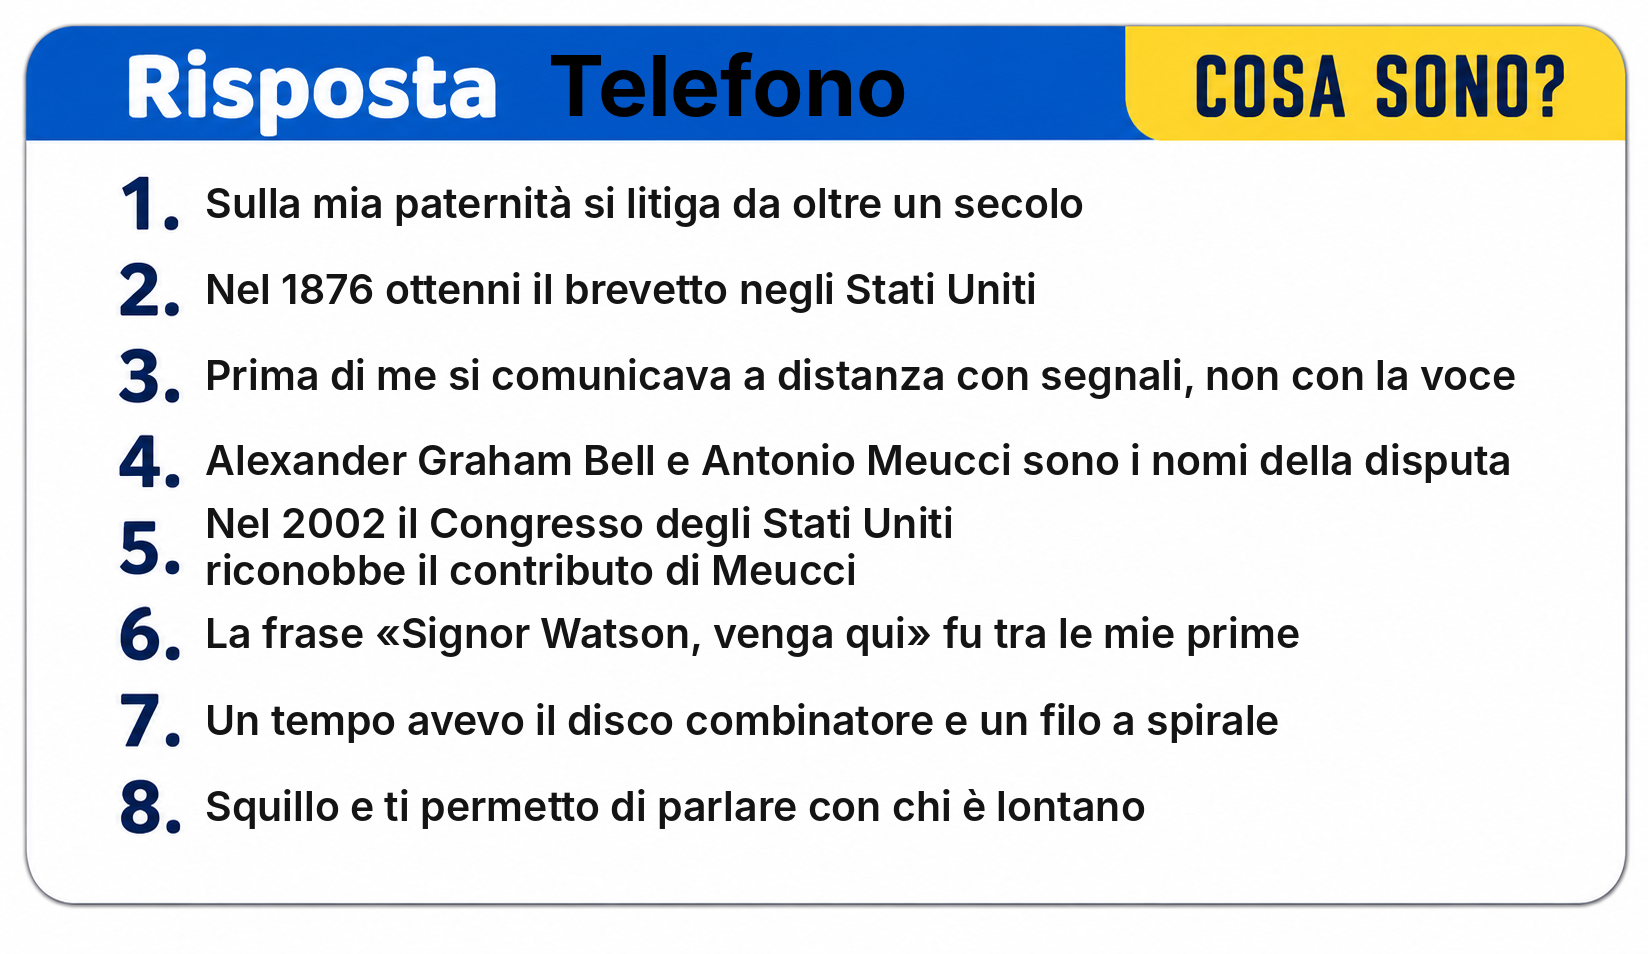 Risposta Telefono COSA SONO?
1. Sulla mia paternità si litiga da oltre un secolo
2. Nel 1876 ottenni il brevetto negli Stati Uniti
3. Prima di me si comunicava a distanza con segnali, non con la voce
4. Alexander Graham Bell e Antonio Meucci sono i nomi della disputa
5. Nel 2002 il Congresso degli Stati Uniti
riconobbe il contributo di Meucci
6. La frase «Signor Watson, venga qui» fu tra le mie prime
7. Un tempo avevo il disco combinatore e un filo a spirale
8. Squillo e ti permetto di parlare con chi è lontano